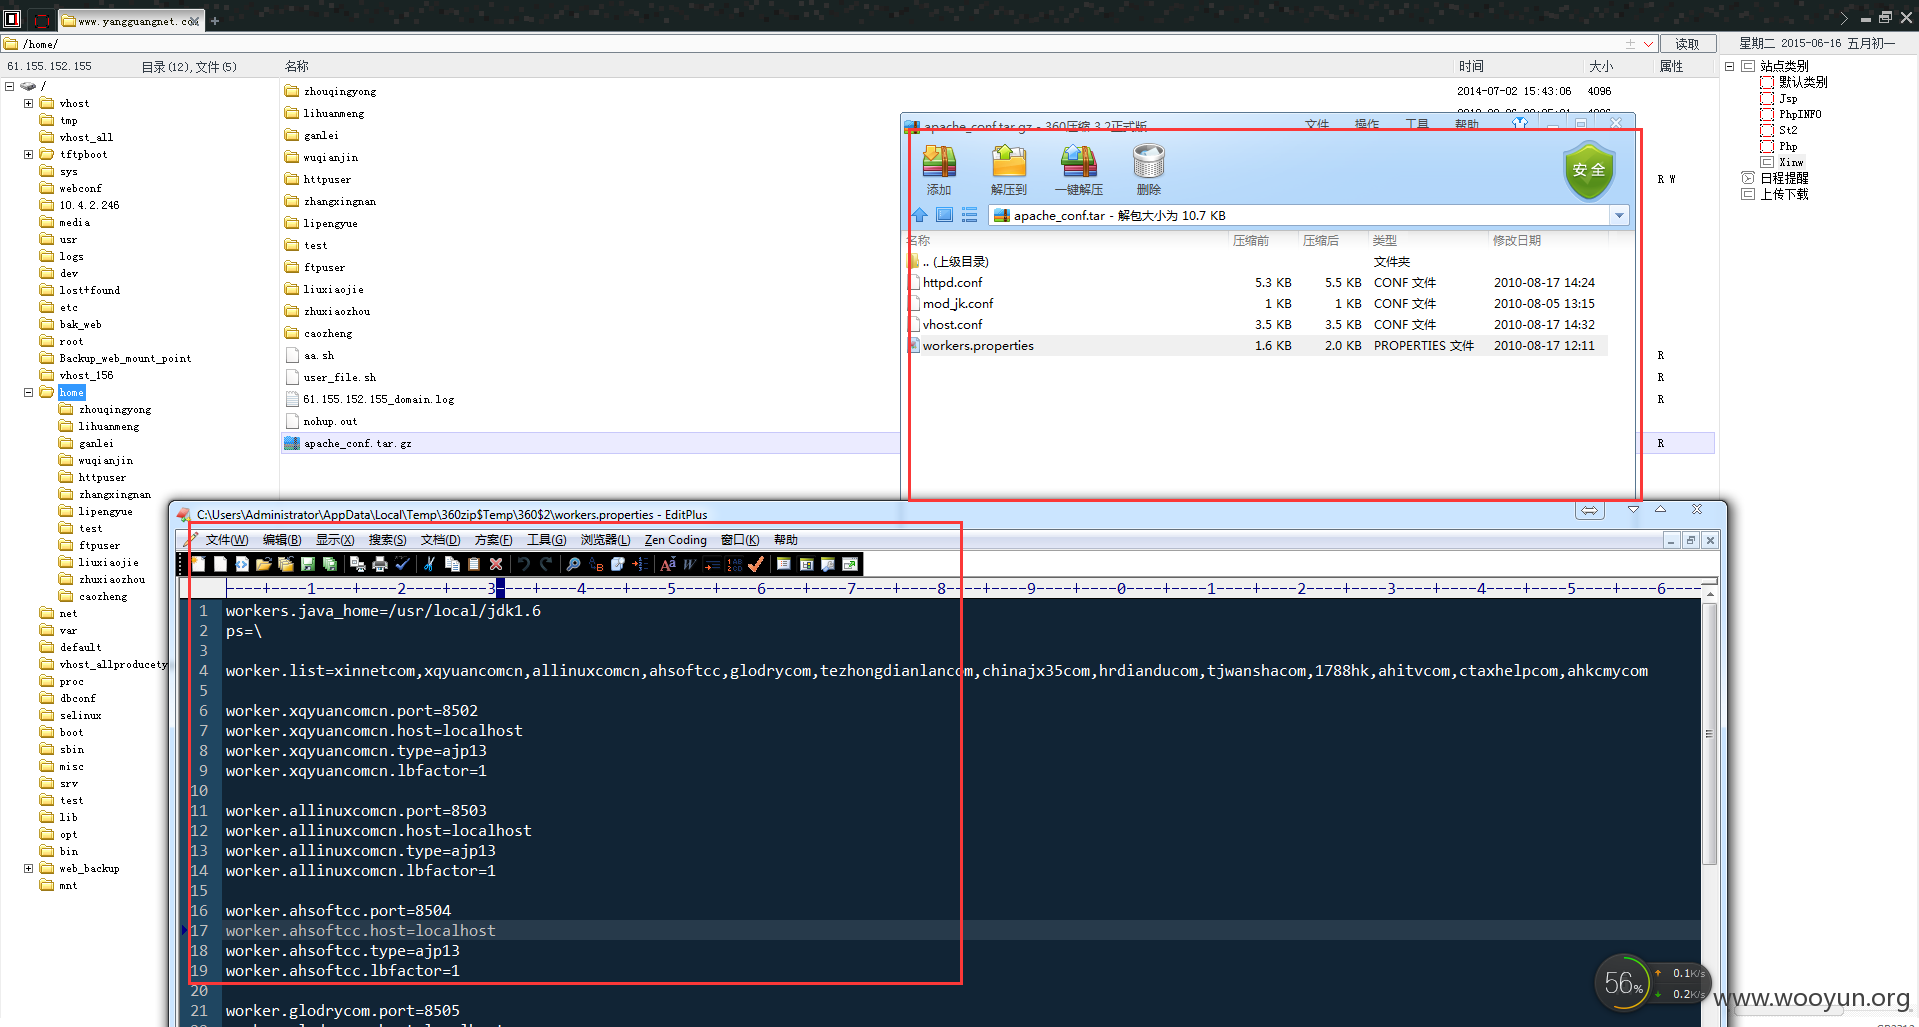 www.yangguangnet.co
/home/
读取
星期二 2015-06-16 五月初一
61.155.152.155
目录(12),文件(5)
名称
时间
大小
属性
/
vhost
tmp
vhost_all
tftpboot
sys
webconf
10.4.2.246
media
usr
logs
dev
lost+found
etc
bak_web
root
Backup_web_mount_point
vhost_156
home
zhouqingyong
lihuanmeng
ganlei
wuqianjin
httpuser
zhangxingnan
lipengyue
test
ftpuser
liuxiaojie
zhuxiaozhou
caozheng
net
var
default
vhost_allproducety
proc
dbconf
selinux
boot
sbin
misc
srv
test
lib
opt
bin
web_backup
mnt
zhouqingyong
2014-07-02 15:43:06 4096
lihuanmeng
ganlei
wuqianjin
httpuser
R W
zhangxingnan
lipengyue
test
ftpuser
liuxiaojie
zhuxiaozhou
caozheng
aa.sh
R
user_file.sh
R
61.155.152.155_domain.log
R
nohup.out
apache_conf.tar.gz
R
站点类别
默认类别
Jsp
PhpINFO
St2
Php
Xinw
日程提醒
上传下载
apache_conf.tar.gz - 360压缩 3.2正式版
文件 操作 工具 帮助
添加
解压到
一键解压
删除
安全
apache_conf.tar - 解包大小为 10.7 KB
名称 压缩前 压缩后 类型 修改日期
.. (上级目录) 文件夹
httpd.conf 5.3 KB 5.5 KB CONF 文件 2010-08-17 14:24
mod_jk.conf 1 KB 1 KB CONF 文件 2010-08-05 13:15
vhost.conf 3.5 KB 3.5 KB CONF 文件 2010-08-17 14:32
workers.properties 1.6 KB 2.0 KB PROPERTIES 文件 2010-08-17 12:11
C:\Users\Administrator\AppData\Local\Temp\360zip$Temp\360$2\workers.properties - EditPlus
文件(W) 编辑(B) 显示(X) 搜索(S) 文档(D) 方案(F) 工具(G) 浏览器(L) Zen Coding 窗口(K) 帮助
----+----1----+----2----+----3----+----4----+----5----+----6----+----7----+----8----+----9----+----0----+----1----+----2----+----3----+----4----+----5----+----6----
1 workers.java_home=/usr/local/jdk1.6
2 ps=\
3
4 worker.list=xinnetcom,xqyuancomcn,allinuxcomcn,ahsoftcc,glodrycom,tezhongdianlancom,chinajx35com,hrdianducom,tjwanshacom,1788hk,ahitvcom,ctaxhelpcom,ahkcmycom
5
6 worker.xqyuancomcn.port=8502
7 worker.xqyuancomcn.host=localhost
8 worker.xqyuancomcn.type=ajp13
9 worker.xqyuancomcn.lbfactor=1
10
11 worker.allinuxcomcn.port=8503
12 worker.allinuxcomcn.host=localhost
13 worker.allinuxcomcn.type=ajp13
14 worker.allinuxcomcn.lbfactor=1
15
16 worker.ahsoftcc.port=8504
17 worker.ahsoftcc.host=localhost
18 worker.ahsoftcc.type=ajp13
19 worker.ahsoftcc.lbfactor=1
20
21 worker.glodrycom.port=8505
56%
0.1K/s
0.2K/s
www.wooyun.org